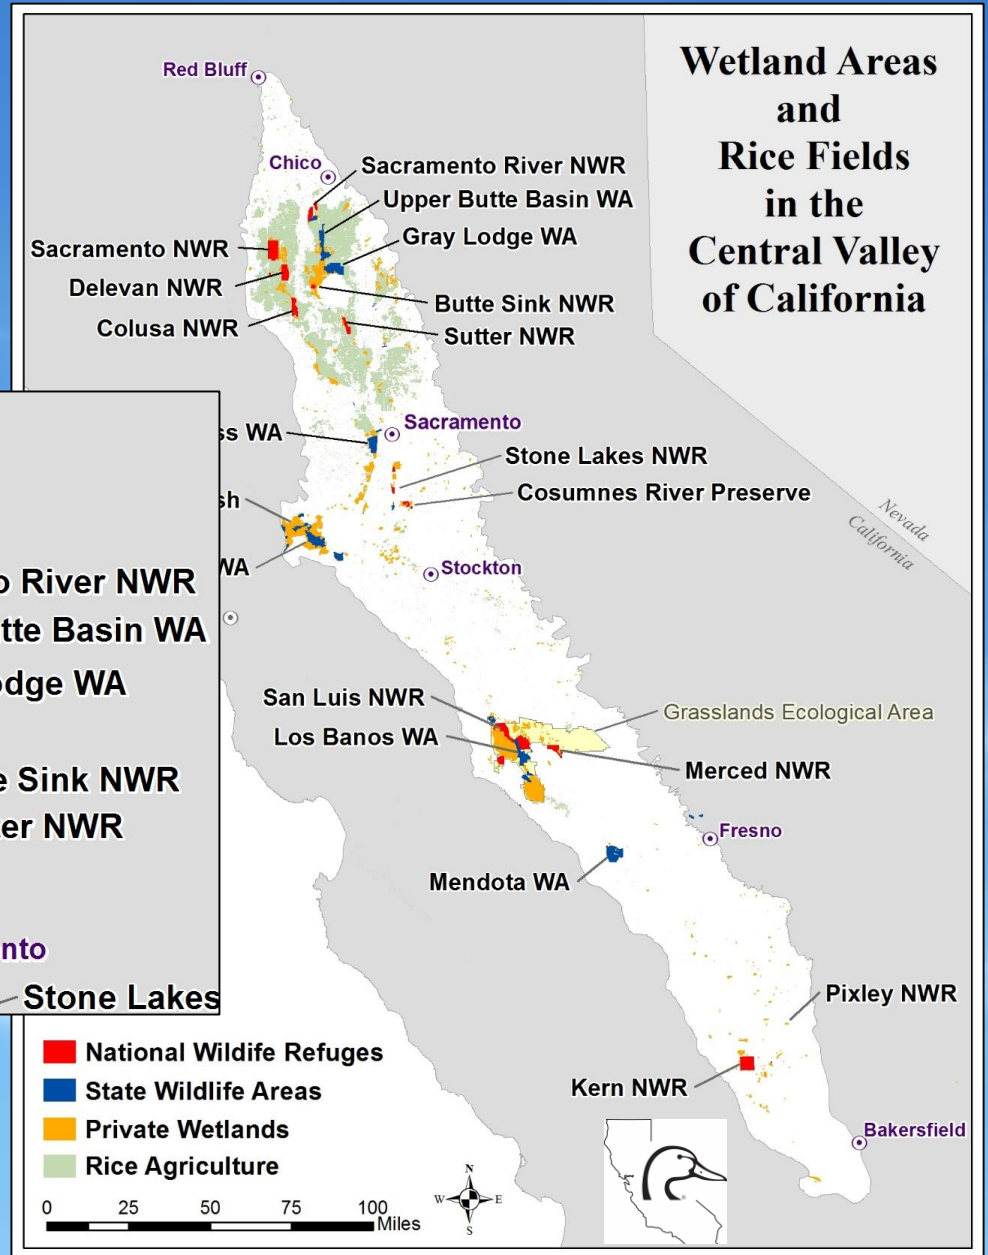 Wetland Areas
and
Rice Fields
in the
Central Valley
of California
Red Bluff
Chico
Sacramento River NWR
Upper Butte Basin WA
Gray Lodge WA
Sacramento NWR
Delevan NWR
Colusa NWR
Butte Sink NWR
Sutter NWR
ss WA
Sacramento
Stone Lakes NWR
Cosumnes River Preserve
sh
WA
Stockton
Nevada
California
o River NWR
tte Basin WA
odge WA
e Sink NWR
ter NWR
nto
Stone Lakes
San Luis NWR
Los Banos WA
Grasslands Ecological Area
Merced NWR
Fresno
Mendota WA
Pixley NWR
Kern NWR
Bakersfield
National Wildlife Refuges
State Wildlife Areas
Private Wetlands
Rice Agriculture
0 25 50 75 100
Miles
N
W E
S